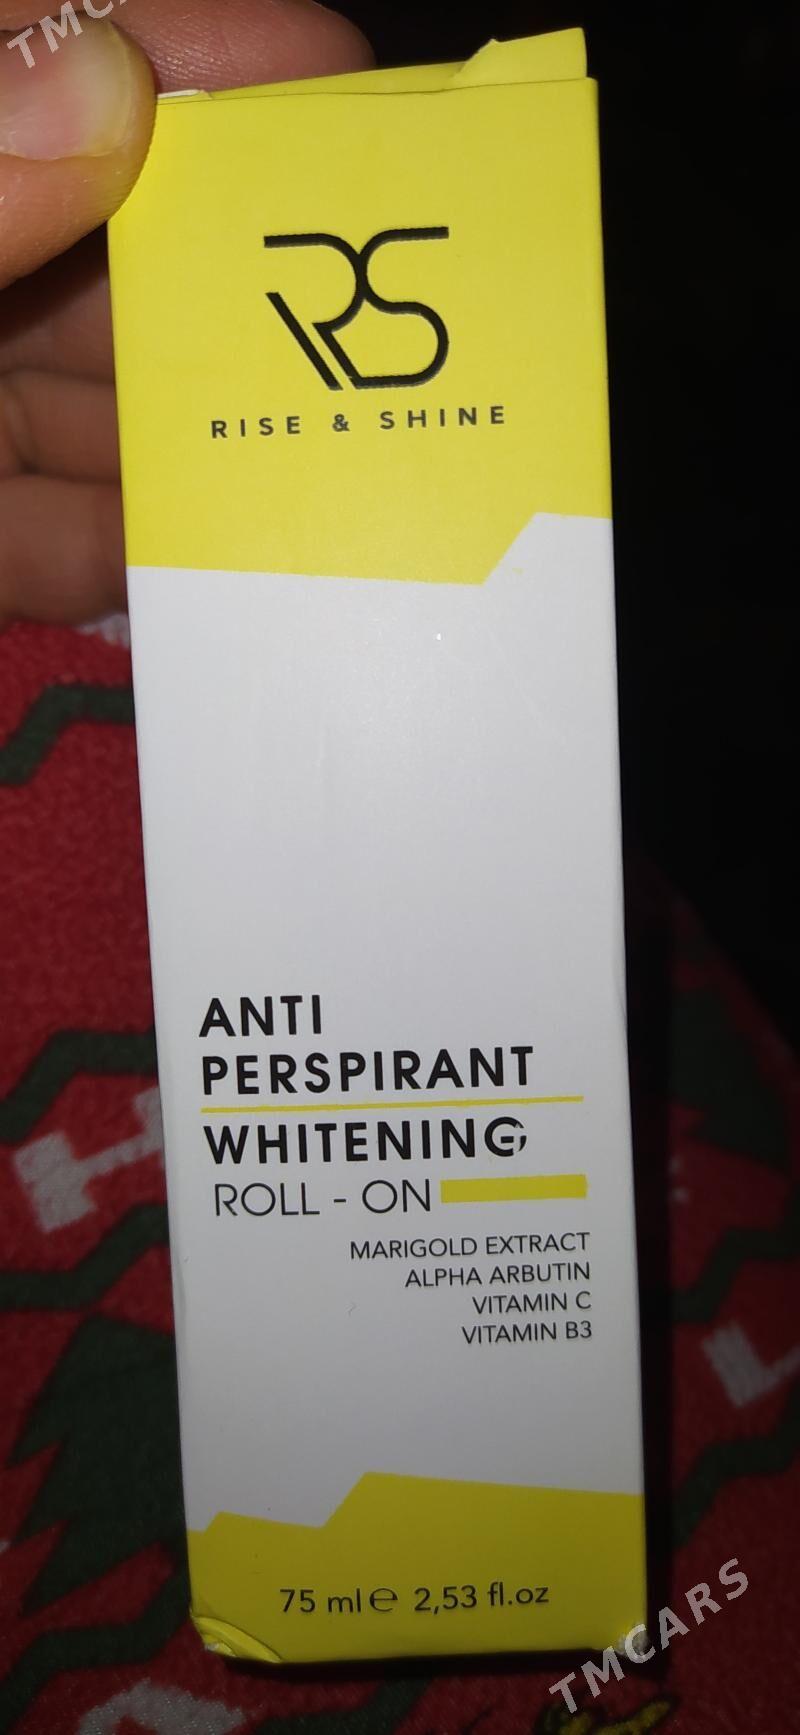 TMCA
RS
RISE & SHINE
ANTI
PERSPIRANT
WHITENING
ROLL - ON
MARIGOLD EXTRACT
ALPHA ARBUTIN
VITAMIN C
VITAMIN B3
75 ml e 2,53 fl.oz
TMCARS